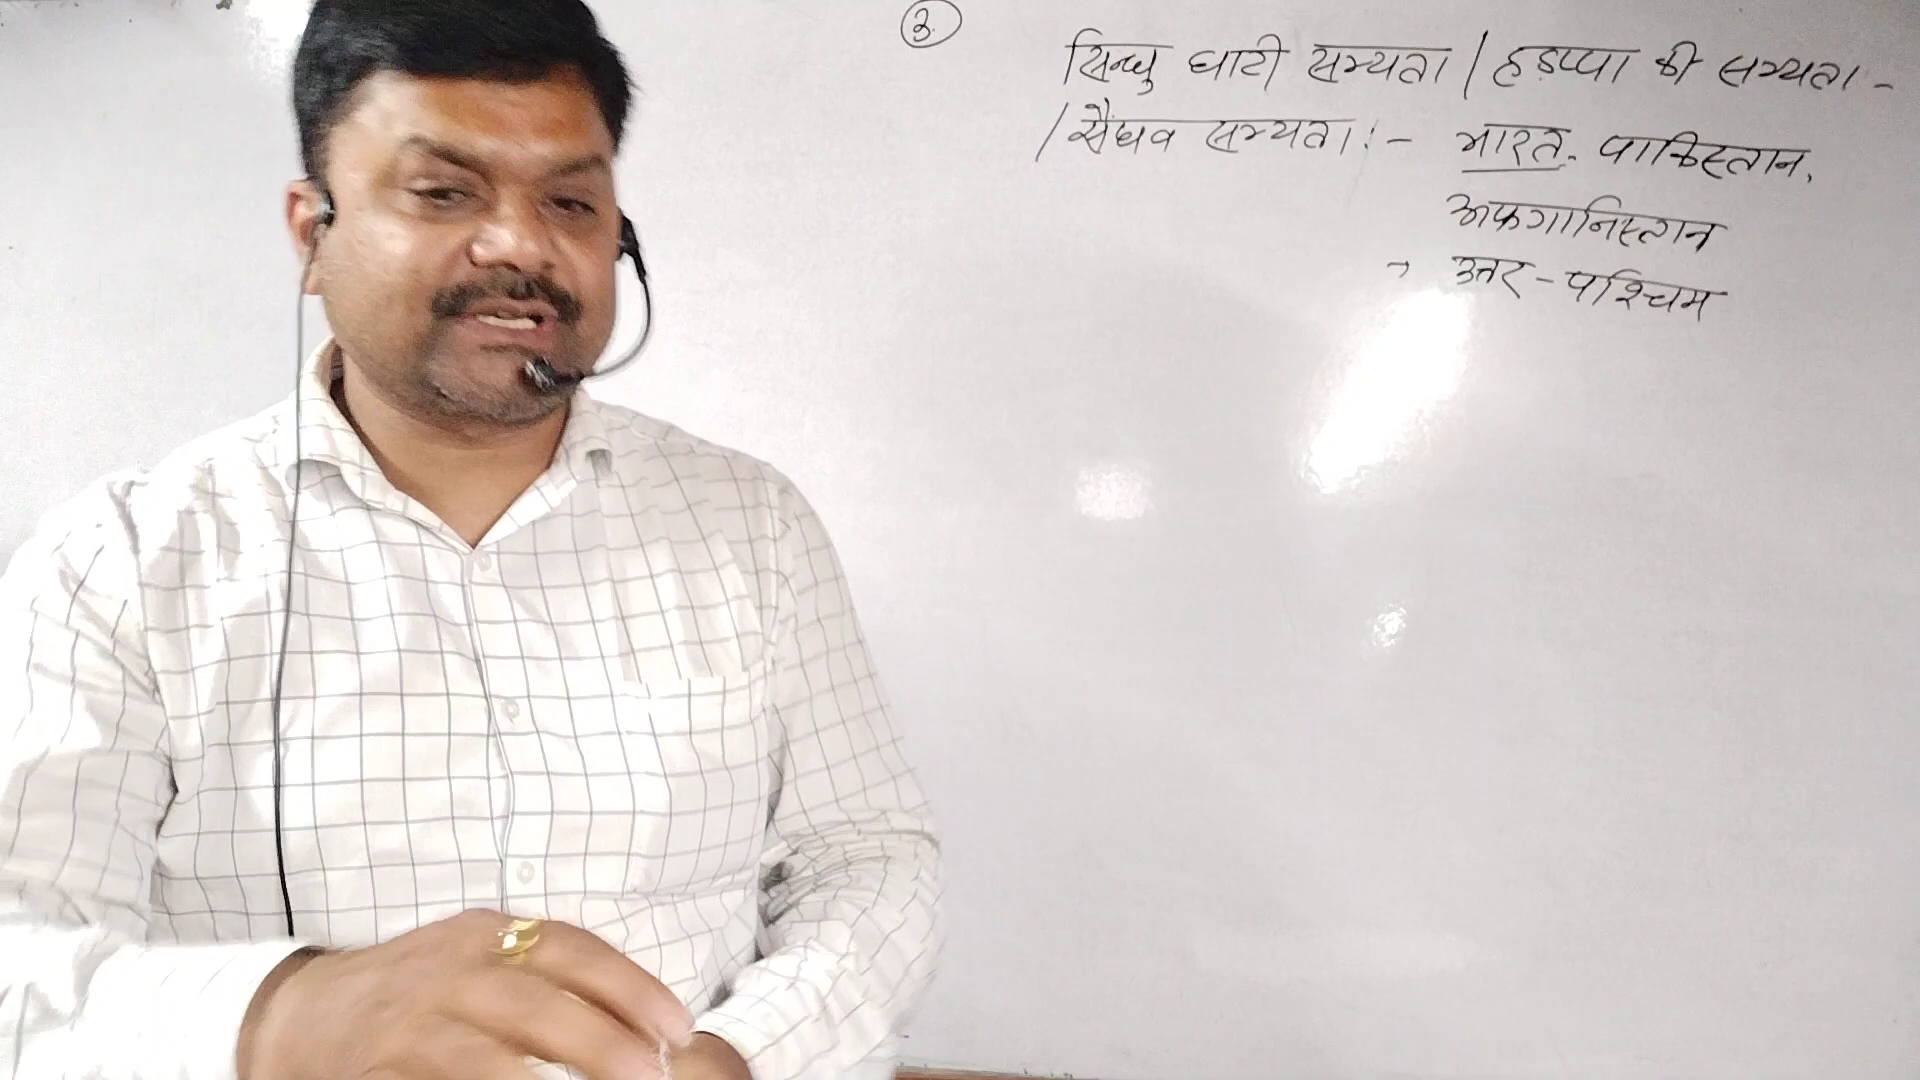 3.
सिन्धु घाटी सभ्यता / हड़प्पा की सभ्यता -
/ सैंधव सभ्यता :- भारत, पाकिस्तान,
अफगानिस्तान
→ उत्तर - पश्चिम